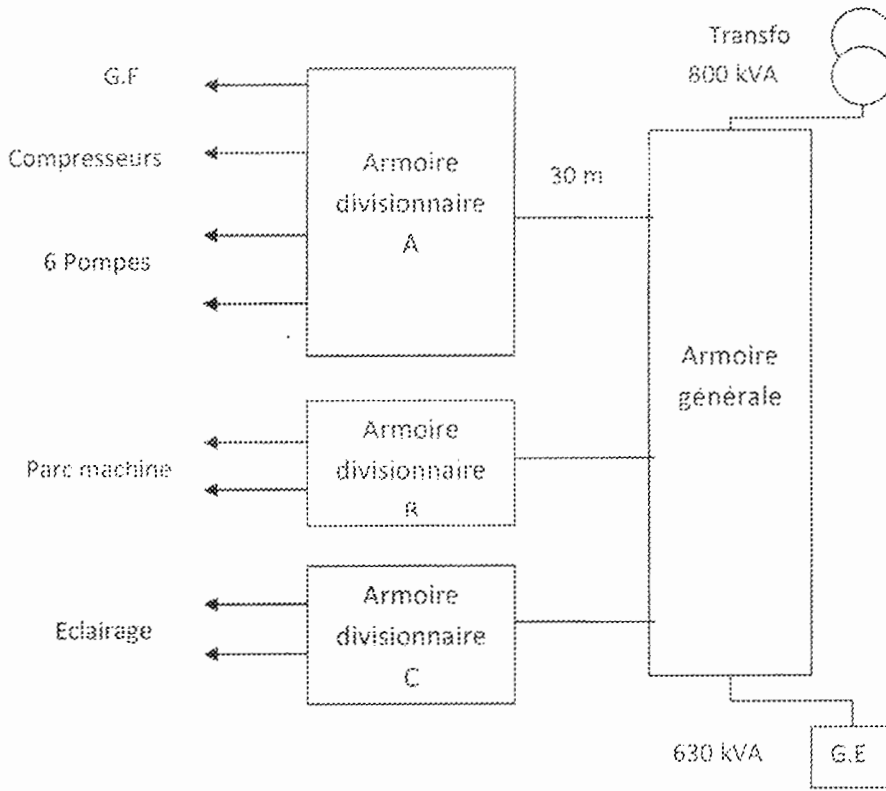 Transfo
800 kVA
G.F
Compresseurs
6 Pompes
Armoire
divisionnaire
A
30 m
Armoire
générale
Parc machine
Armoire
divisionnaire
B
Eclairage
Armoire
divisionnaire
C
630 kVA
G.E